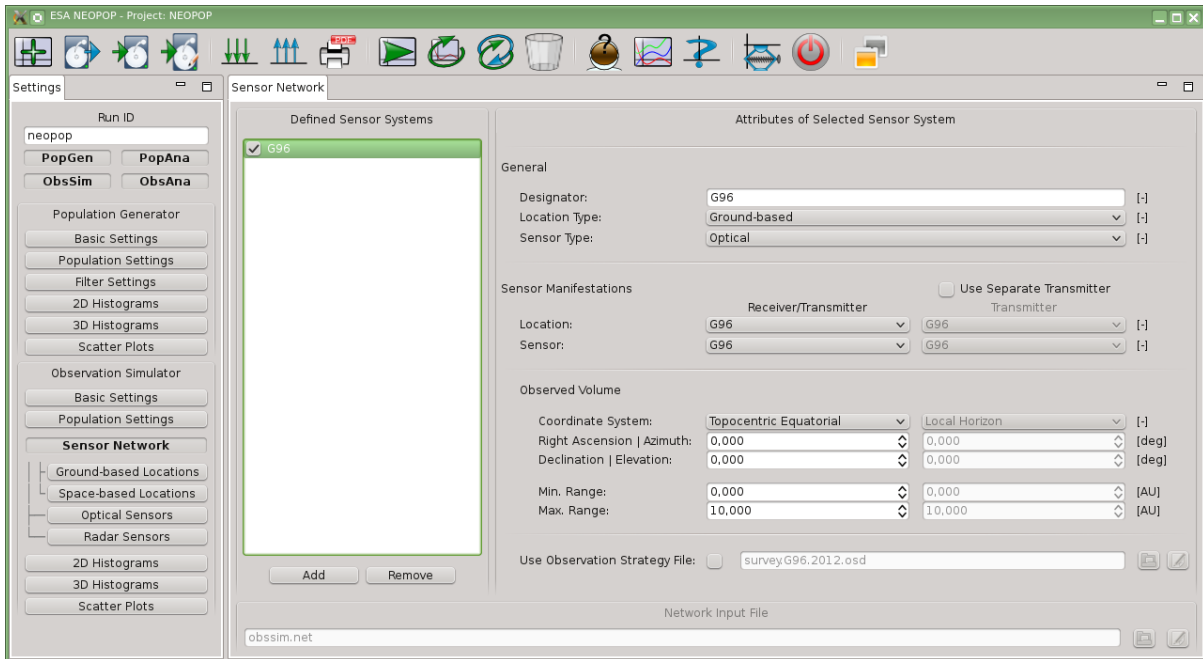 ESA NEOPOP - Project: NEOPOP
PDF
Settings
Run ID
neopop
PopGen PopAna
ObsSim ObsAna
Population Generator
Basic Settings
Population Settings
Filter Settings
2D Histograms
3D Histograms
Scatter Plots
Observation Simulator
Basic Settings
Population Settings
Sensor Network
Ground-based Locations
Space-based Locations
Optical Sensors
Radar Sensors
2D Histograms
3D Histograms
Scatter Plots
Sensor Network
Defined Sensor Systems
G96
Add Remove
Attributes of Selected Sensor System
General
Designator: G96 [-]
Location Type: Ground-based [-]
Sensor Type: Optical [-]
Sensor Manifestations Use Separate Transmitter
Receiver/Transmitter Transmitter
Location: G96 G96 [-]
Sensor: G96 G96 [-]
Observed Volume
Coordinate System: Topocentric Equatorial Local Horizon [-]
Right Ascension | Azimuth: 0,000 0,000 [deg]
Declination | Elevation: 0,000 0,000 [deg]
Min. Range: 0,000 0,000 [AU]
Max. Range: 10,000 10,000 [AU]
Use Observation Strategy File: survey.G96.2012.osd
Network Input File
obssim.net